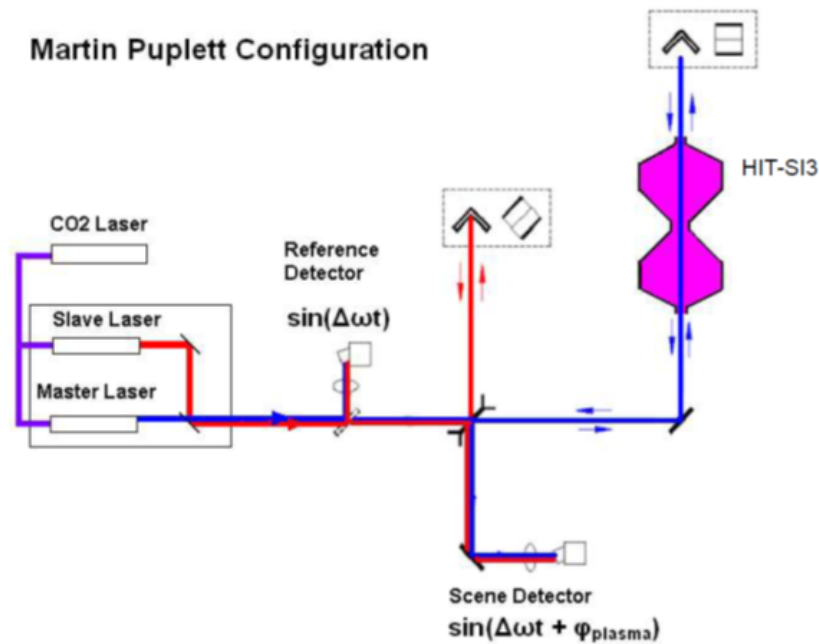 Martin Puplett Configuration
HIT-SI3
CO2 Laser
Slave Laser
Master Laser
Reference
Detector
sin(Δωt)
Scene Detector
sin(Δωt + φplasma)